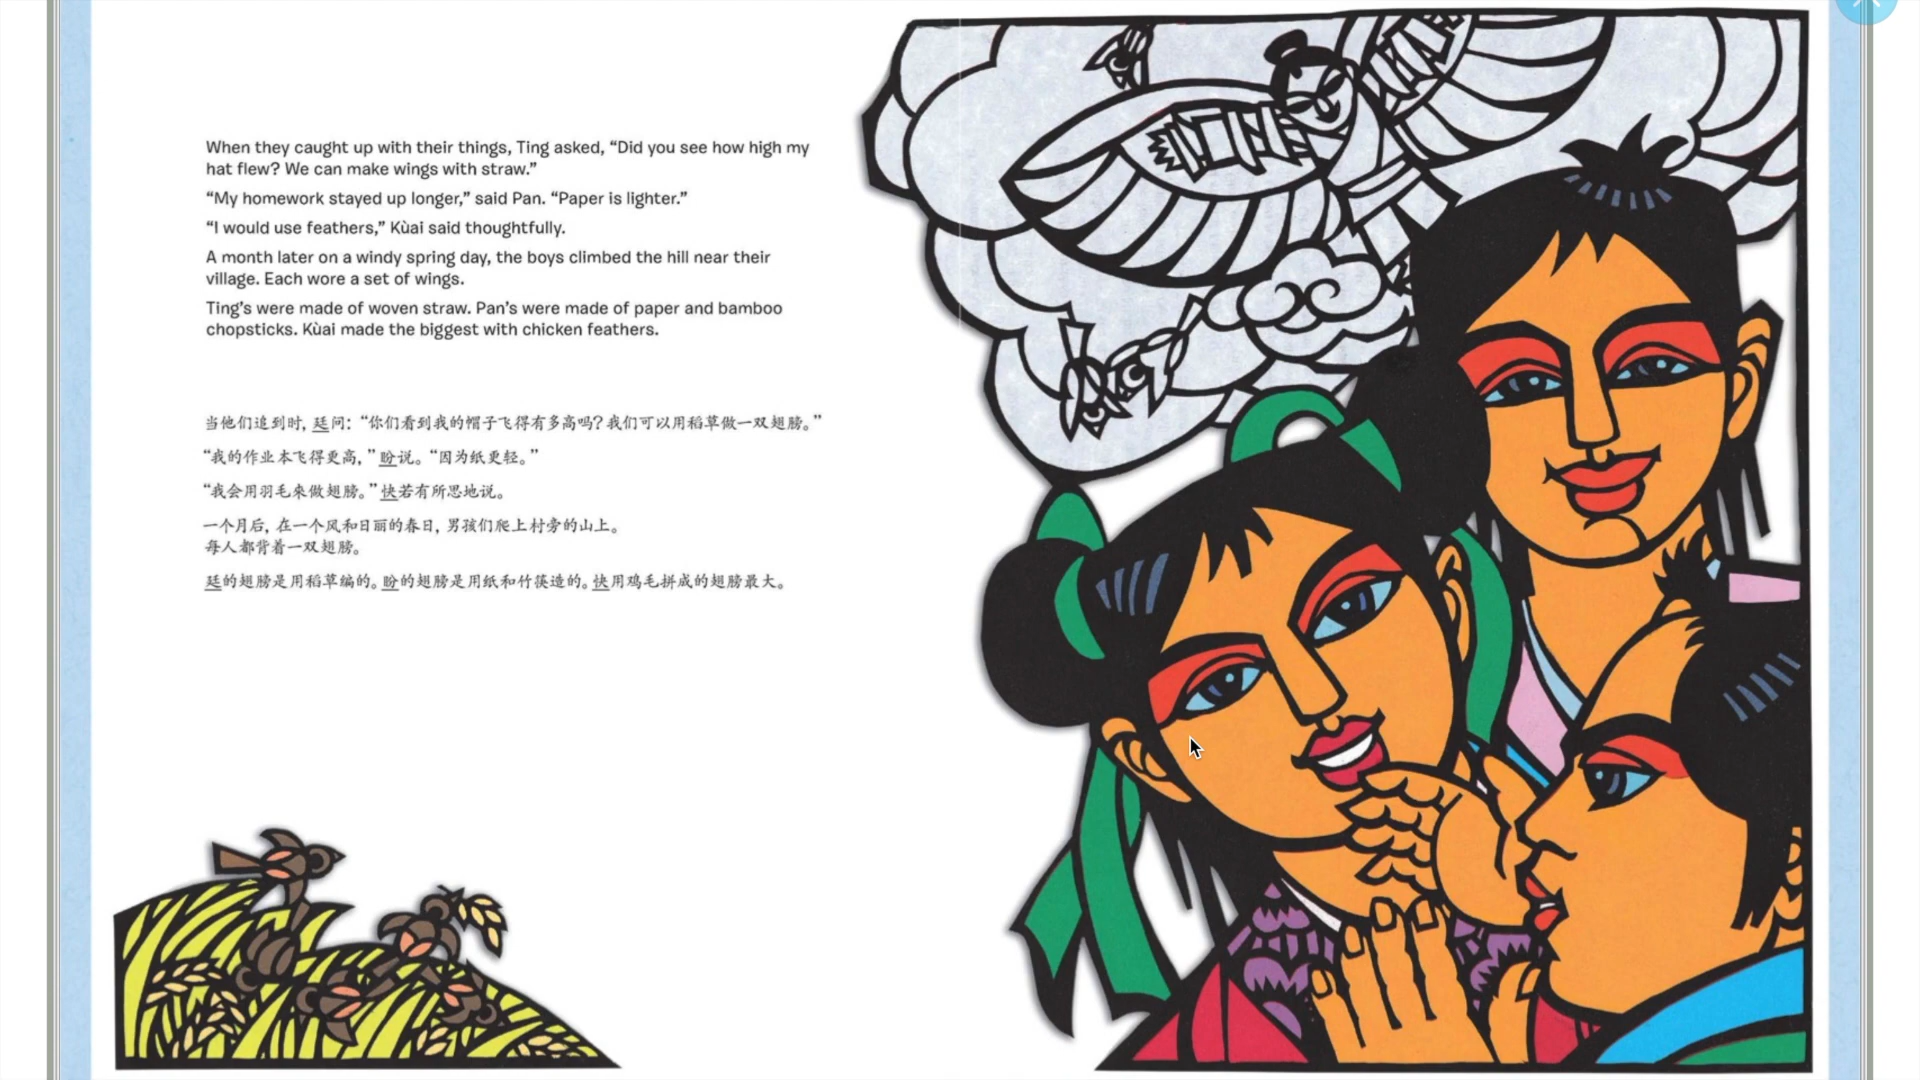 When they caught up with their things, Ting asked, “Did you see how high my
hat flew? We can make wings with straw.”
“My homework stayed up longer,” said Pan. “Paper is lighter.”
“I would use feathers,” Kùai said thoughtfully.
A month later on a windy spring day, the boys climbed the hill near their
village. Each wore a set of wings.
Ting’s were made of woven straw. Pan’s were made of paper and bamboo
chopsticks. Kùai made the biggest with chicken feathers.
当他们追到时, 廷问: “你们看到我的帽子飞得有多高吗? 我们可以用稻草做一双翅膀。”
“我的作业本飞得更高, ” 盼说。“因为纸更轻。”
“我会用羽毛来做翅膀。” 快若有所思地说。
一个月后, 在一个风和日丽的春日, 男孩们爬上村旁的山上。
每人都背着一双翅膀。
廷的翅膀是用稻草编的。盼的翅膀是用纸和竹筷造的。快用鸡毛拼成的翅膀最大。